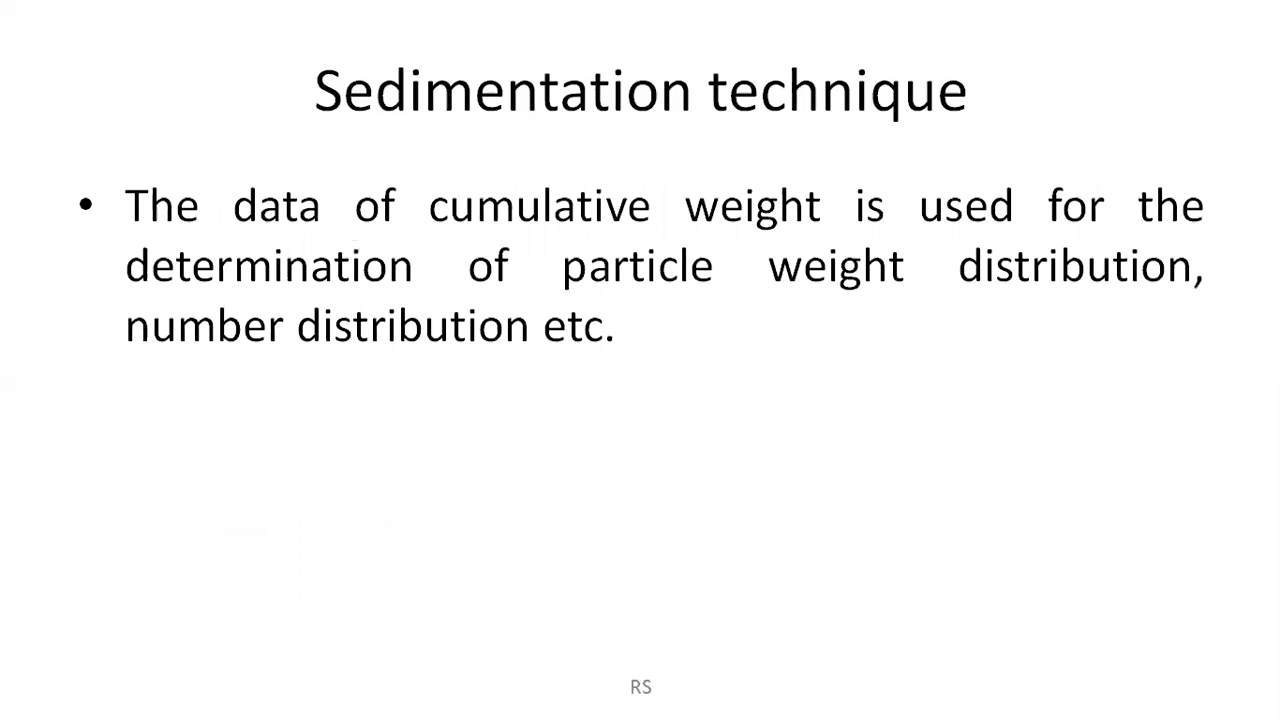 Sedimentation technique
• The data of cumulative weight is used for the
determination of particle weight distribution,
number distribution etc.
RS